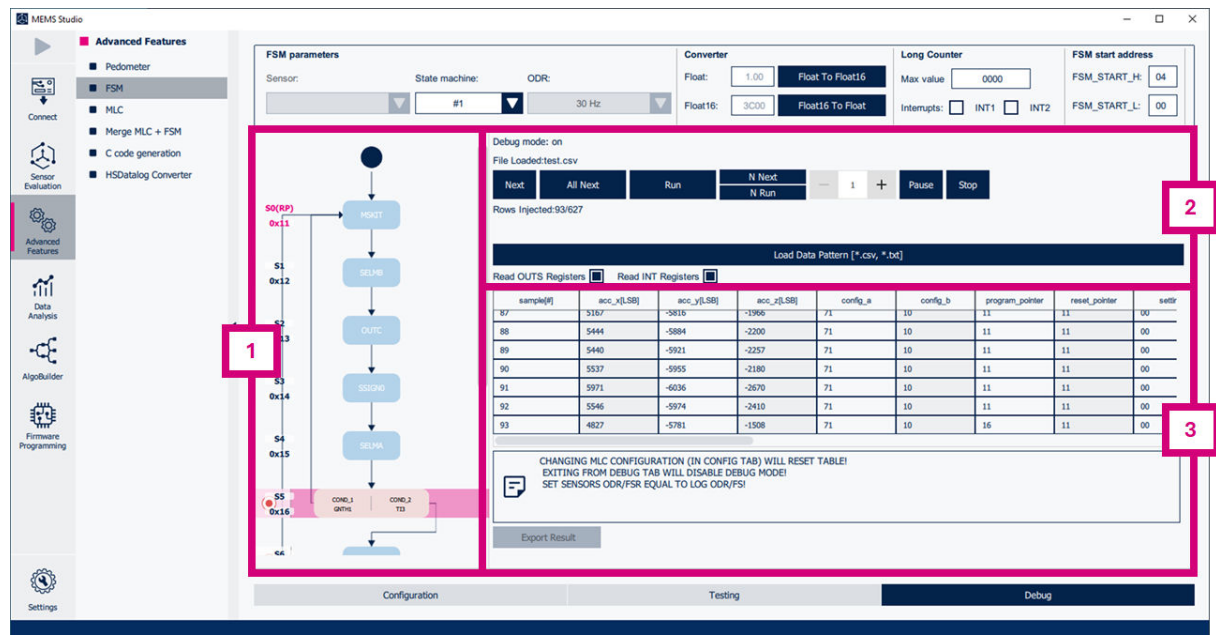 MEMS Studio
Advanced Features
Pedometer
FSM
MLC
Merge MLC + FSM
C code generation
HSDatalog Converter
Connect
Sensor
Evaluation
Advanced
Features
Data
Analysis
AlgoBuilder
Firmware
Programming
Settings
FSM parameters
Sensor:
State machine:
ODR:
#1
30 Hz
Converter
Float:
1.00
Float To Float16
Float16:
3C00
Float16 To Float
Long Counter
Max value
0000
Interrupts:
INT1
INT2
FSM start address
FSM_START_H:
04
FSM_START_L:
00
S0(RP)
0x11
MSKIT
S1
0x12
SELMB
S2
13
OUTC
S3
0x14
SSIGN0
S4
0x15
SELMA
S5
0x16
COND_1
GNTH1
COND_2
TI3
S6
1
Debug mode: on
File Loaded:test.csv
Next
All Next
Run
N Next
N Run
1
Pause
Stop
Rows Injected:93/627
Load Data Pattern [*.csv, *.txt]
Read OUTS Registers
Read INT Registers
2
sample[#] acc_x[LSB] acc_y[LSB] acc_z[LSB] config_a config_b program_pointer reset_pointer settir
87 5167 -5816 -1966 71 10 11 11 00
88 5444 -5884 -2200 71 10 11 11 00
89 5440 -5921 -2257 71 10 11 11 00
90 5537 -5955 -2180 71 10 11 11 00
91 5971 -6036 -2670 71 10 11 11 00
92 5546 -5974 -2410 71 10 11 11 00
93 4827 -5781 -1508 71 10 16 11 00
3
CHANGING MLC CONFIGURATION (IN CONFIG TAB) WILL RESET TABLE!
EXITING FROM DEBUG TAB WILL DISABLE DEBUG MODE!
SET SENSORS ODR/FSR EQUAL TO LOG ODR/FS!
Export Result
Configuration
Testing
Debug